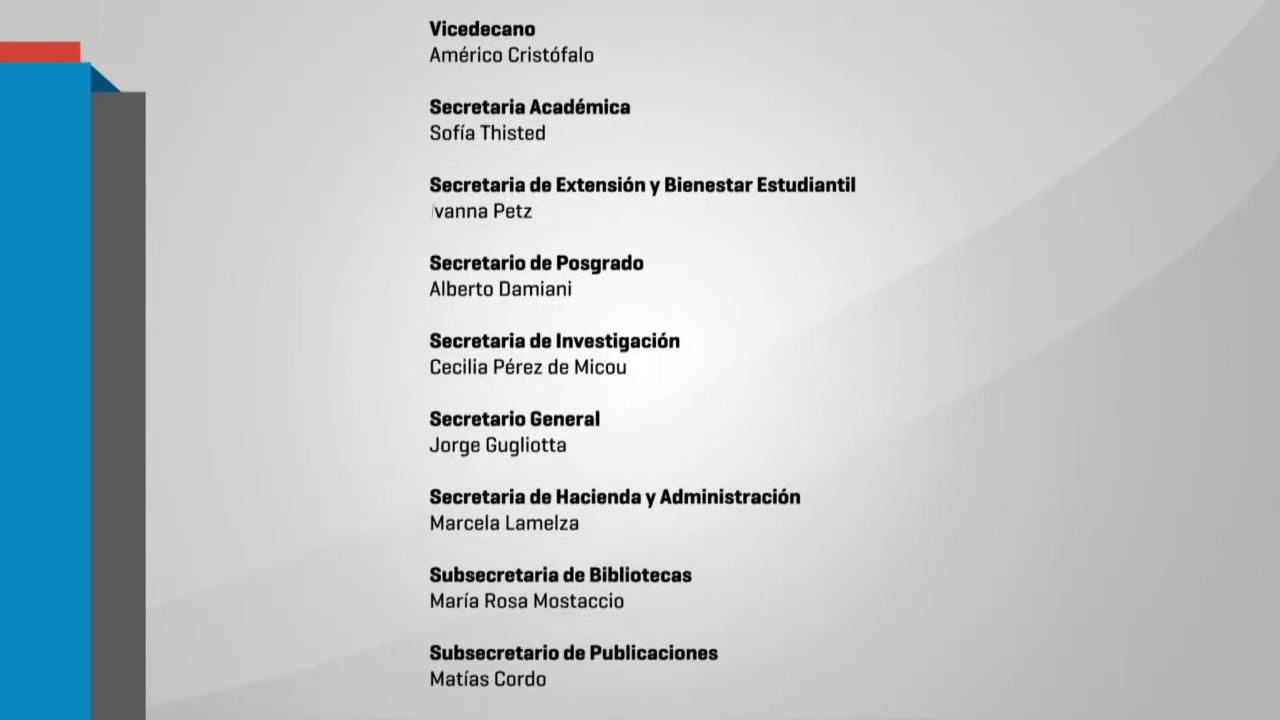 Vicedecano
Américo Cristófalo
Secretaria Académica
Sofía Thisted
Secretaria de Extensión y Bienestar Estudiantil
Ivanna Petz
Secretario de Posgrado
Alberto Damiani
Secretaria de Investigación
Cecilia Pérez de Micou
Secretario General
Jorge Gugliotta
Secretaria de Hacienda y Administración
Marcela Lamelza
Subsecretaria de Bibliotecas
María Rosa Mostaccio
Subsecretario de Publicaciones
Matías Cordo